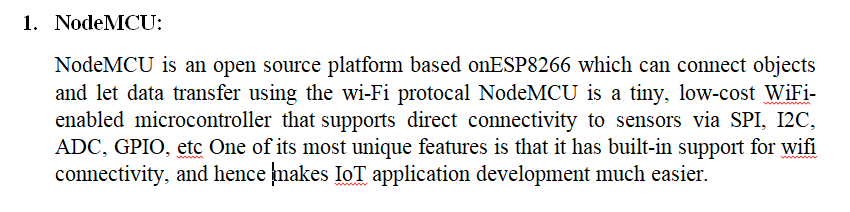 1. NodeMCU:
NodeMCU is an open source platform based onESP8266 which can connect objects
and let data transfer using the wi-Fi protocal NodeMCU is a tiny, low-cost WiFi-
enabled microcontroller that supports direct connectivity to sensors via SPI, I2C,
ADC, GPIO, etc One of its most unique features is that it has built-in support for wifi
connectivity, and hence makes IoT application development much easier.